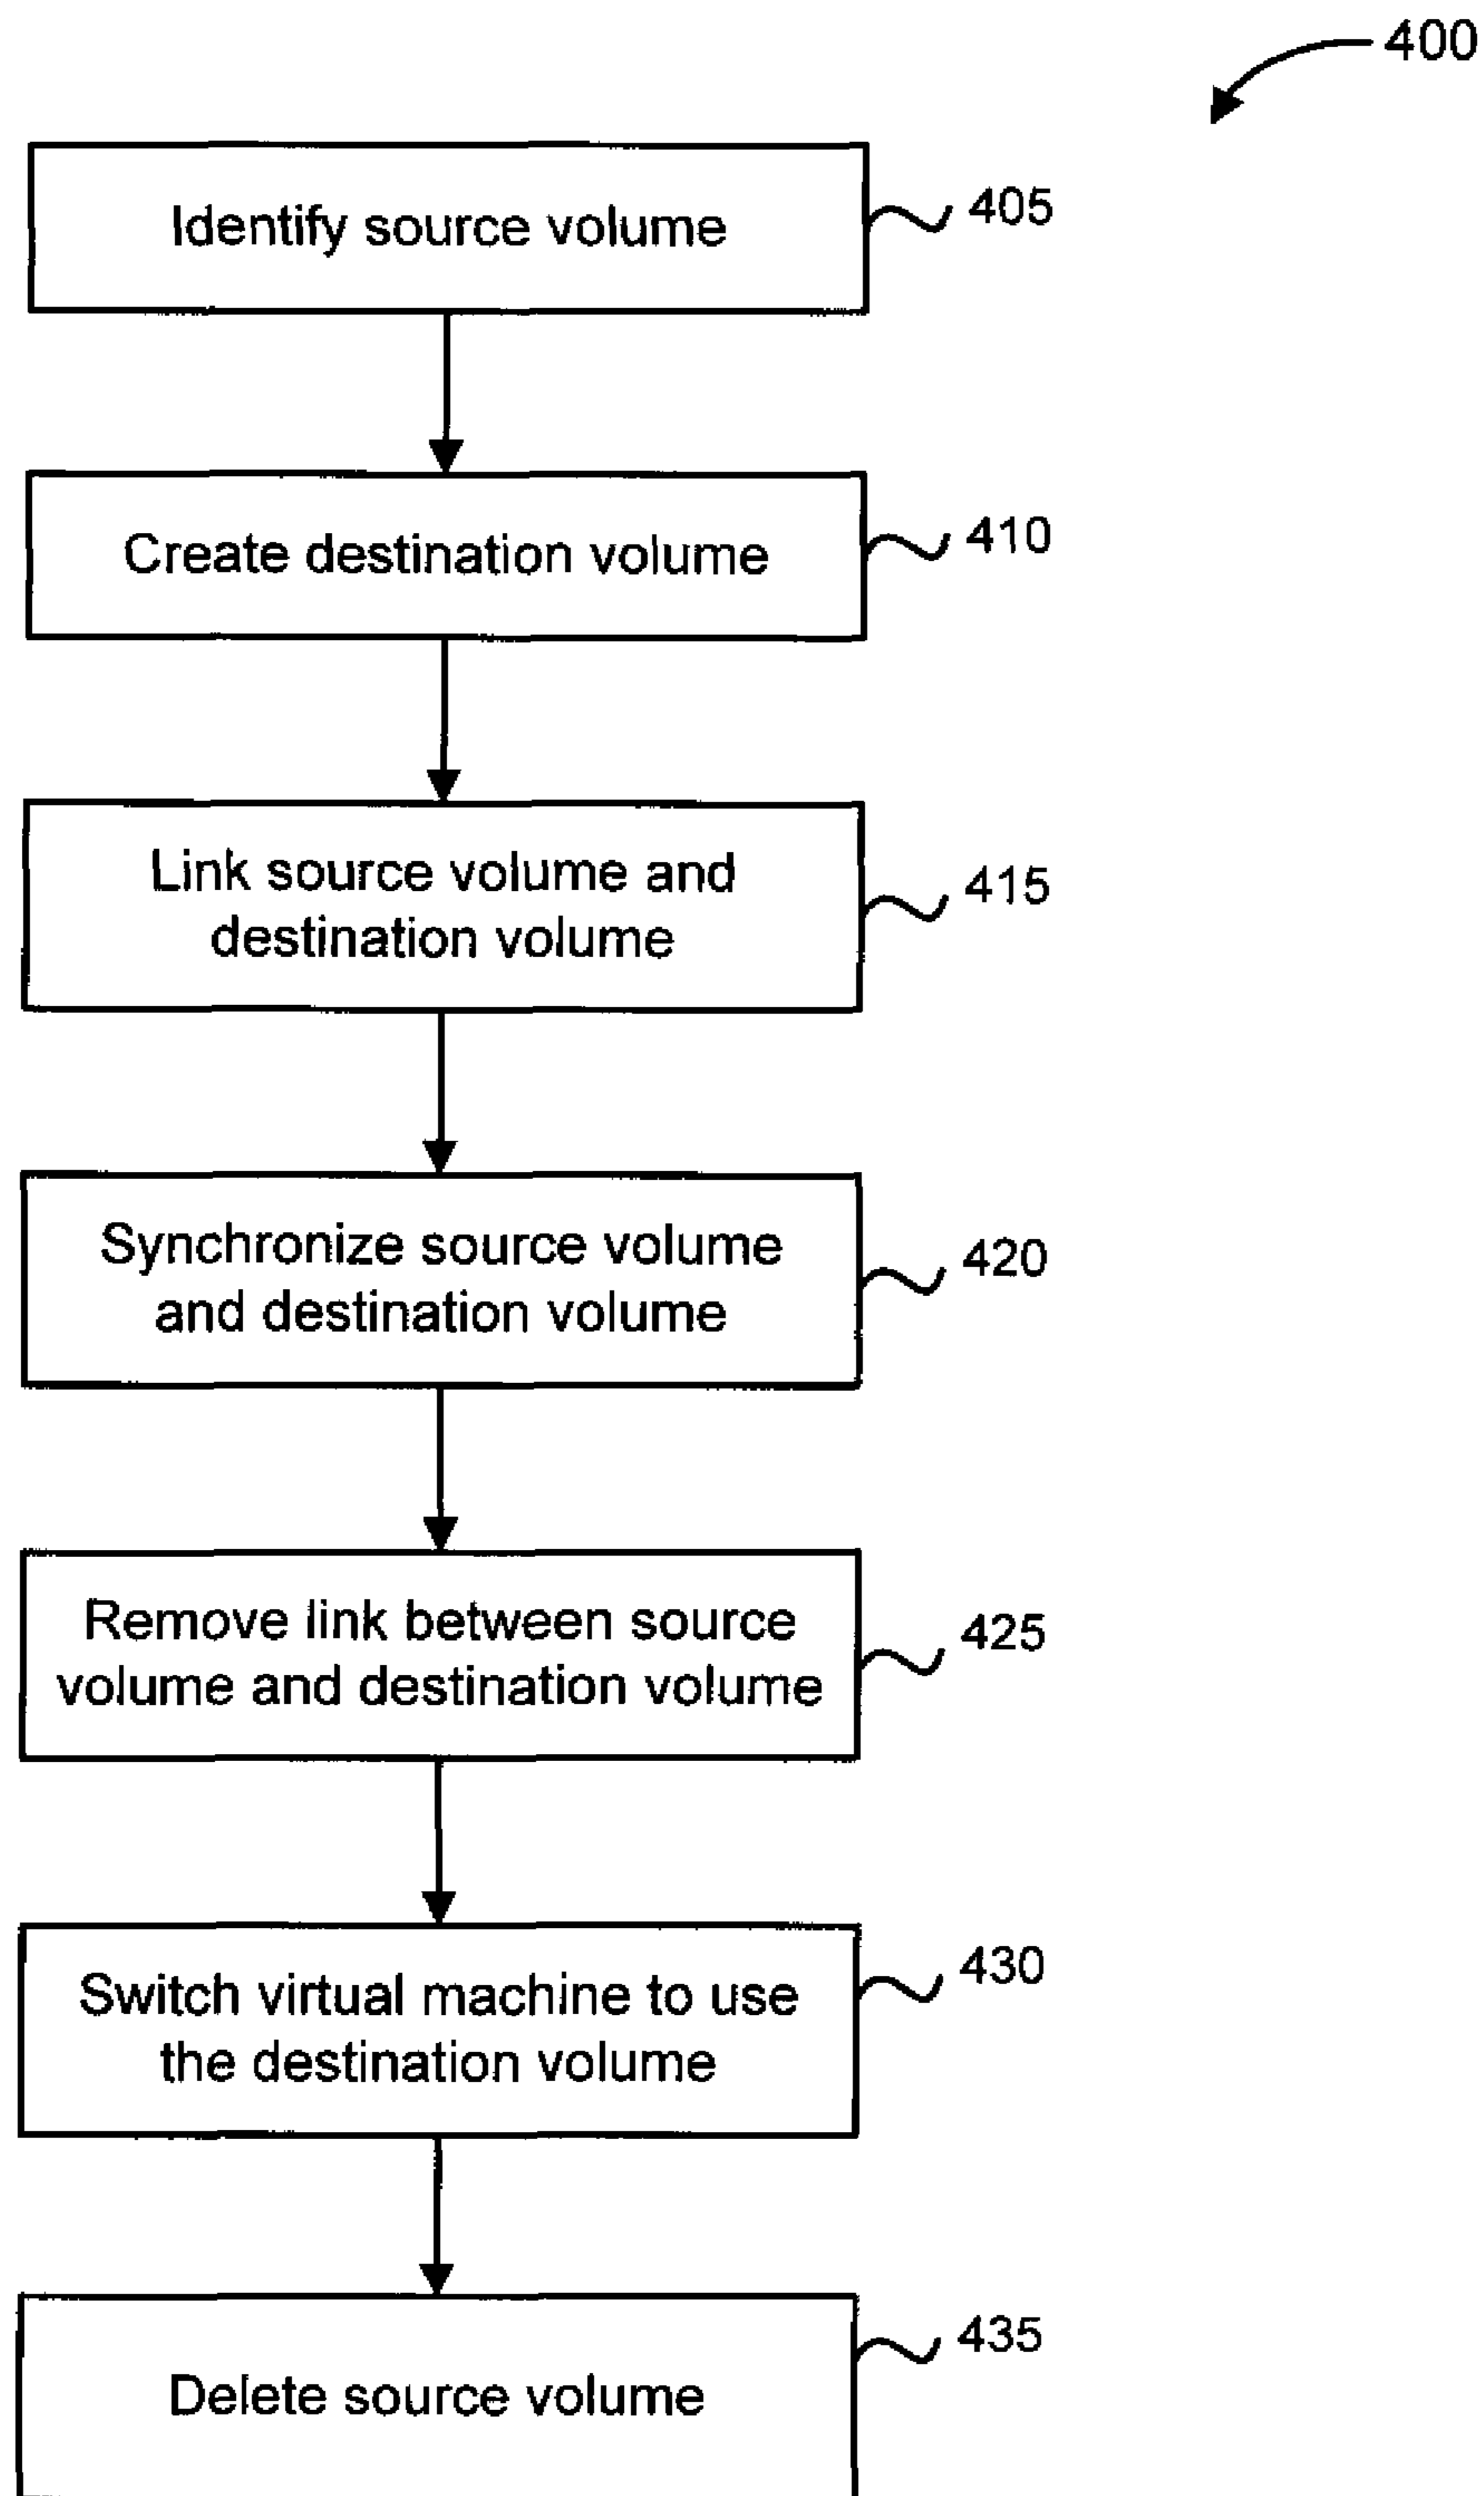 400
Identify source volume
405
Create destination volume
410
Link source volume and
destination volume
415
Synchronize source volume
and destination volume
420
Remove link between source
volume and destination volume
425
Switch virtual machine to use
the destination volume
430
Delete source volume
435